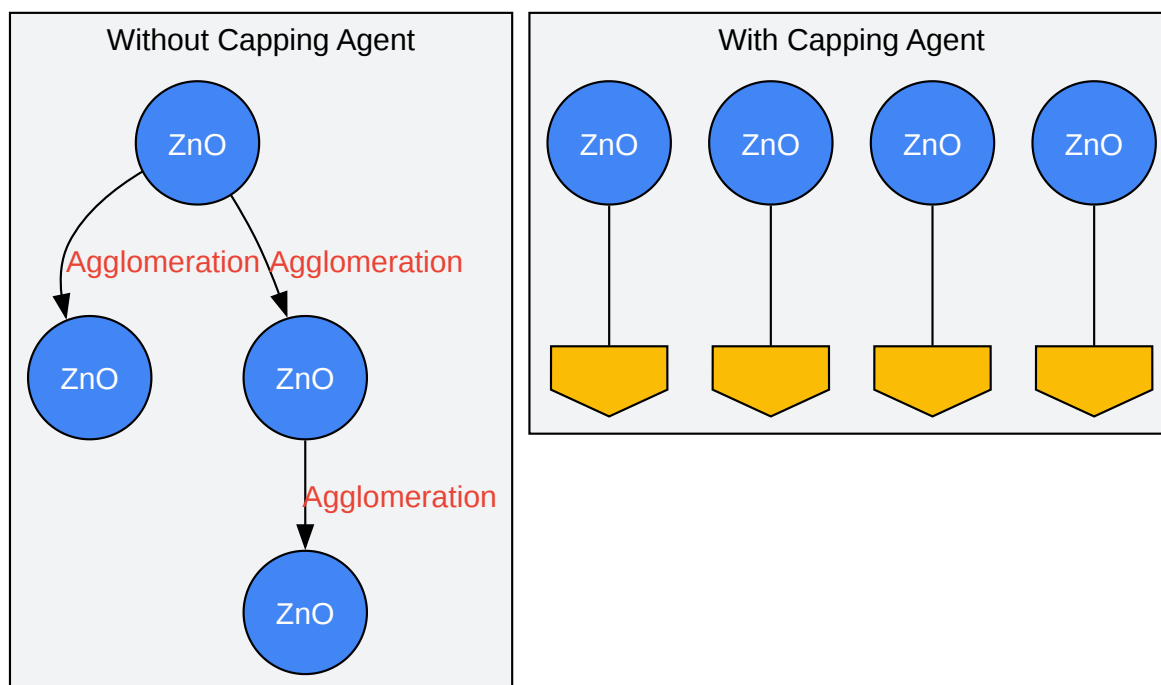 Without Capping Agent
ZnO
Agglomeration
Agglomeration
ZnO
ZnO
Agglomeration
ZnO
With Capping Agent
ZnO
ZnO
ZnO
ZnO